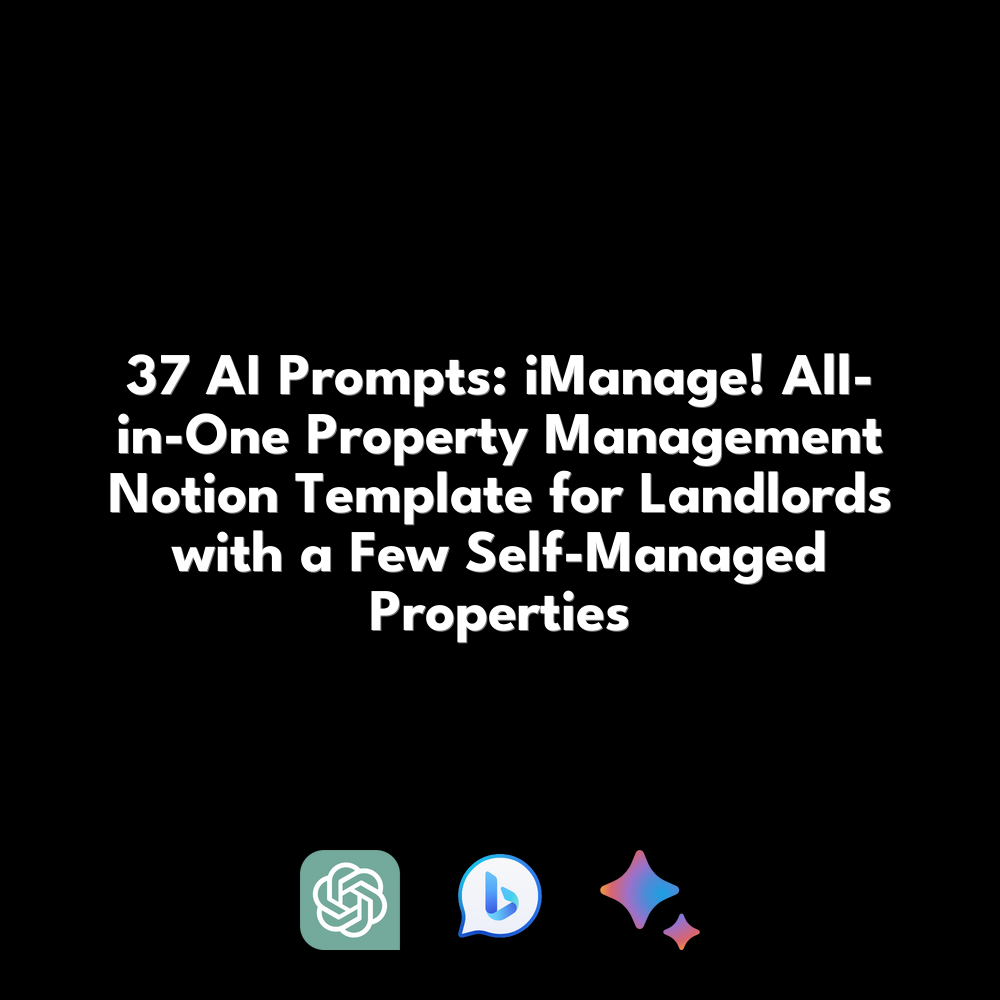 37 AI Prompts: iManage! All-
in-One Property Management
Notion Template for Landlords
with a Few Self-Managed
Properties